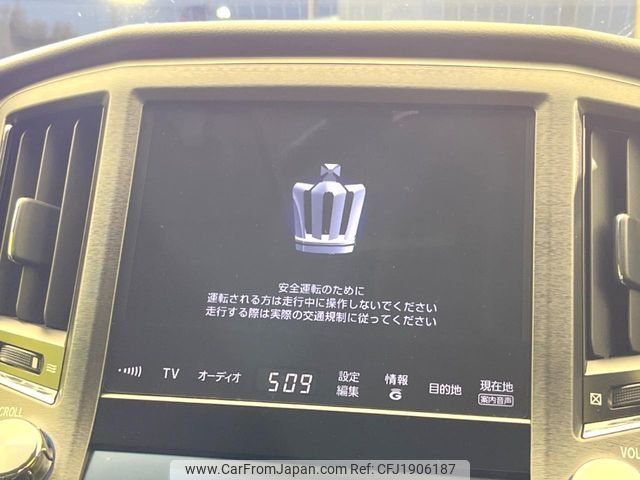 安全運転のために
運転される方は走行中に操作しないでください
走行する際は実際の交通規制に従ってください
TV オーディオ 5:09 設定編集 情報G 目的地 現在地 案内音声
SCROLL
VOL
www.CarFromJapan.com - CFJ1906187